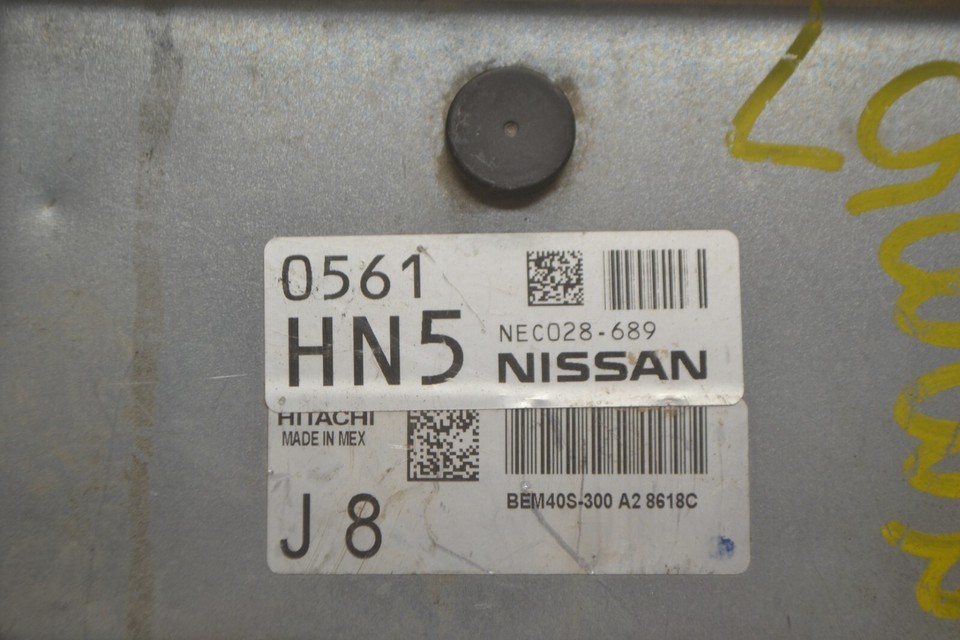 0561
HN5
NEC028-689
NISSAN
HITACHI
MADE IN MEX
J 8
BEM40S-300 A2 8618C